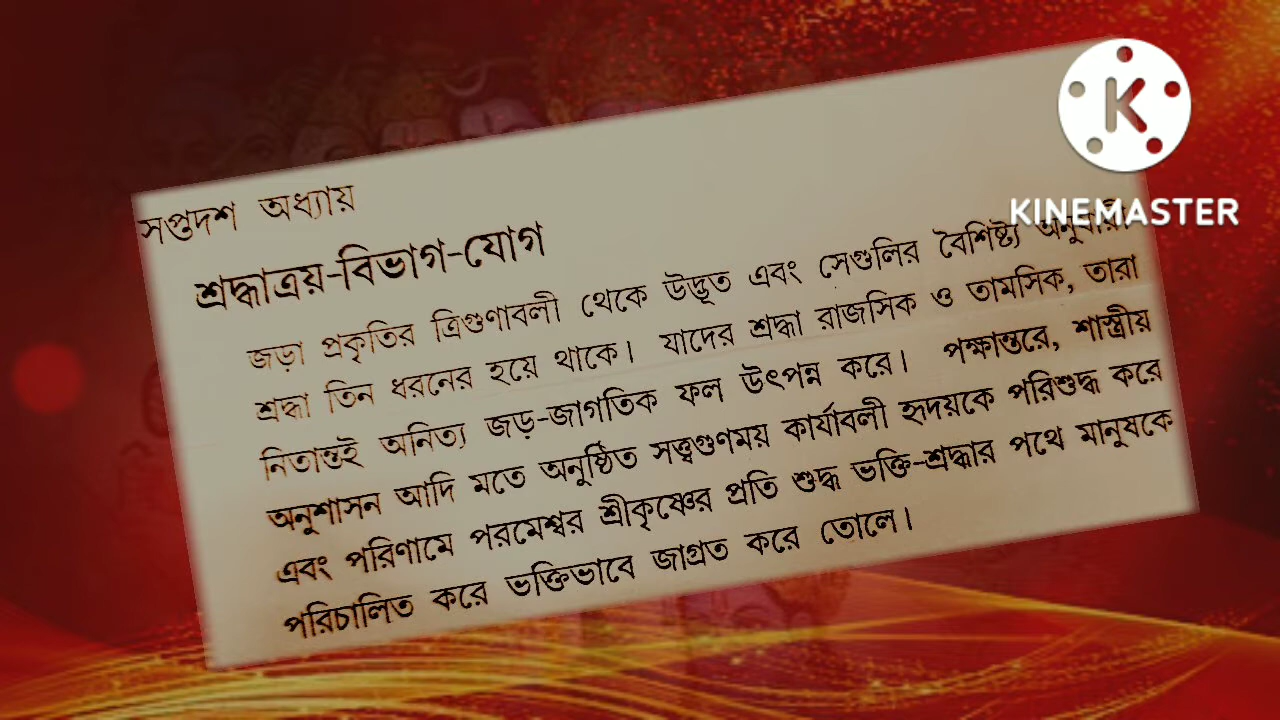 সপ্তদশ অধ্যায়
শ্রদ্ধাত্রয়-বিভাগ-যোগ
জড়া প্রকৃতির ত্রিগুণাবলী থেকে উদ্ভূত এবং সেগুলির বৈশিষ্ট্য অনুযায়ী
শ্রদ্ধা তিন ধরনের হয়ে থাকে। যাদের শ্রদ্ধা রাজসিক ও তামসিক, তারা
নিতান্তই অনিত্য জড়-জাগতিক ফল উৎপন্ন করে। পক্ষান্তরে, শাস্ত্রীয়
অনুশাসন আদি মতে অনুষ্ঠিত সত্ত্বগুণময় কার্যাবলী হৃদয়কে পরিশুদ্ধ করে
এবং পরিণামে পরমেশ্বর শ্রীকৃষ্ণের প্রতি শুদ্ধ ভক্তি-শ্রদ্ধার পথে মানুষকে
পরিচালিত করে ভক্তিভাবে জাগ্রত করে তোলে।
K
KINEMASTER